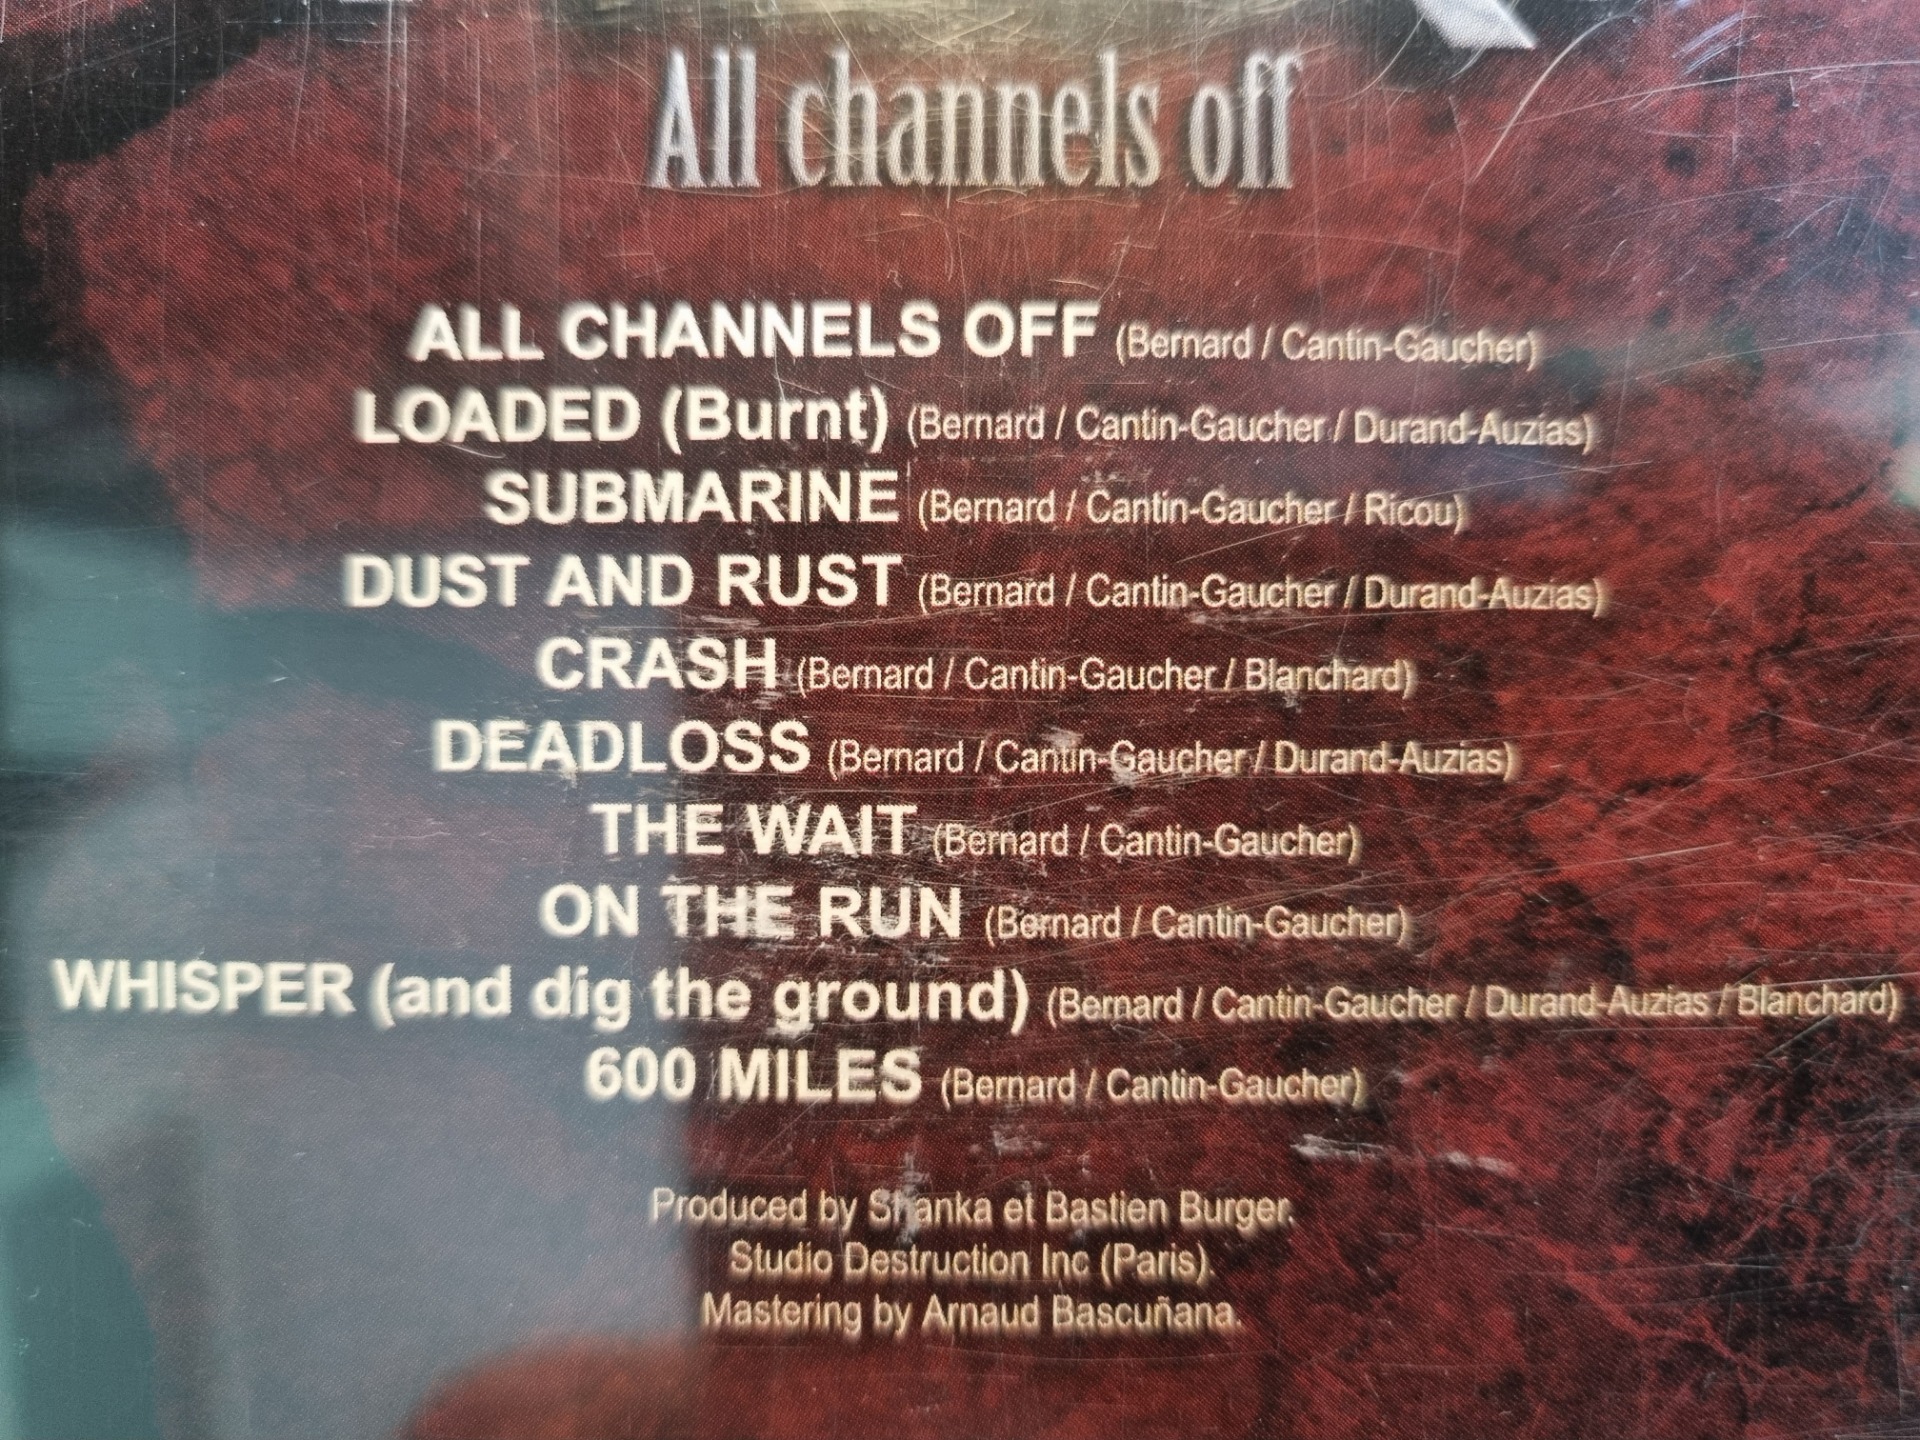 All channels off
ALL CHANNELS OFF (Bernard / Cantin-Gaucher)
LOADED (Burnt) (Bernard / Cantin-Gaucher / Durand-Auzias)
SUBMARINE (Bernard / Cantin-Gaucher / Ricou)
DUST AND RUST (Bernard / Cantin-Gaucher / Durand-Auzias)
CRASH (Bernard / Cantin-Gaucher / Blanchard)
DEADLOSS (Bernard / Cantin-Gaucher / Durand-Auzias)
THE WAIT (Bernard / Cantin-Gaucher)
ON THE RUN (Bernard / Cantin-Gaucher)
WHISPER (and dig the ground) (Bernard / Cantin-Gaucher / Durand-Auzias / Blanchard)
600 MILES (Bernard / Cantin-Gaucher)
Produced by Shanka et Bastien Burger.
Studio Destruction Inc (Paris).
Mastering by Arnaud Bascuñana.